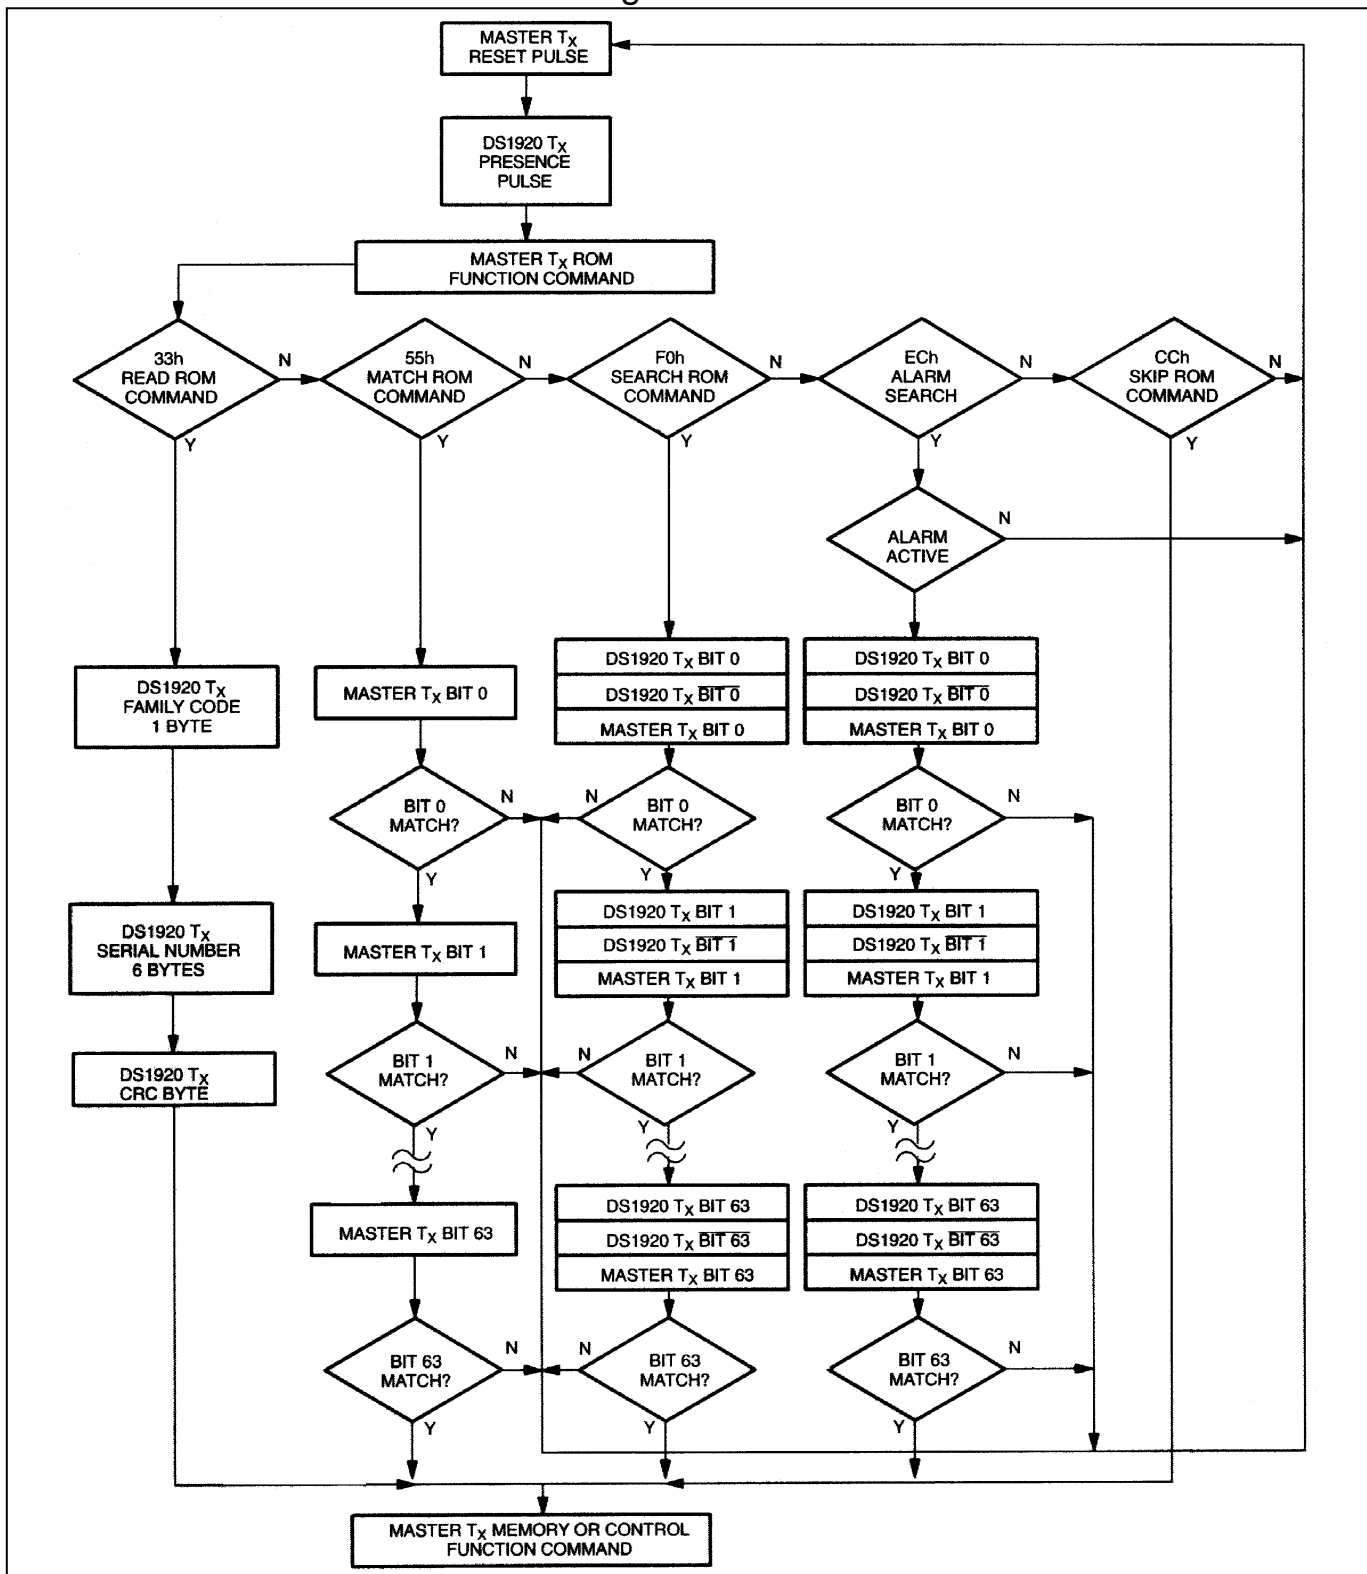 MASTER TX
RESET PULSE
DS1920 TX
PRESENCE
PULSE
MASTER TX ROM
FUNCTION COMMAND
33h
READ ROM
COMMAND
N
Y
55h
MATCH ROM
COMMAND
N
Y
F0h
SEARCH ROM
COMMAND
N
Y
ECh
ALARM
SEARCH
N
Y
CCh
SKIP ROM
COMMAND
N
Y
ALARM
ACTIVE
N
DS1920 TX
FAMILY CODE
1 BYTE
DS1920 TX
SERIAL NUMBER
6 BYTES
DS1920 TX
CRC BYTE
MASTER TX BIT 0
BIT 0
MATCH?
N
Y
MASTER TX BIT 1
BIT 1
MATCH?
N
Y
MASTER TX BIT 63
BIT 63
MATCH?
N
Y
DS1920 TX BIT 0
DS1920 TX B̅I̅T̅ ̅0̅
MASTER TX BIT 0
BIT 0
MATCH?
N
Y
DS1920 TX BIT 1
DS1920 TX B̅I̅T̅ ̅1̅
MASTER TX BIT 1
BIT 1
MATCH?
N
Y
DS1920 TX BIT 63
DS1920 TX B̅I̅T̅ ̅6̅3̅
MASTER TX BIT 63
BIT 63
MATCH?
N
Y
DS1920 TX BIT 0
DS1920 TX B̅I̅T̅ ̅0̅
MASTER TX BIT 0
BIT 0
MATCH?
N
Y
DS1920 TX BIT 1
DS1920 TX B̅I̅T̅ ̅1̅
MASTER TX BIT 1
BIT 1
MATCH?
N
Y
DS1920 TX BIT 63
DS1920 TX B̅I̅T̅ ̅6̅3̅
MASTER TX BIT 63
BIT 63
MATCH?
N
Y
MASTER TX MEMORY OR CONTROL
FUNCTION COMMAND